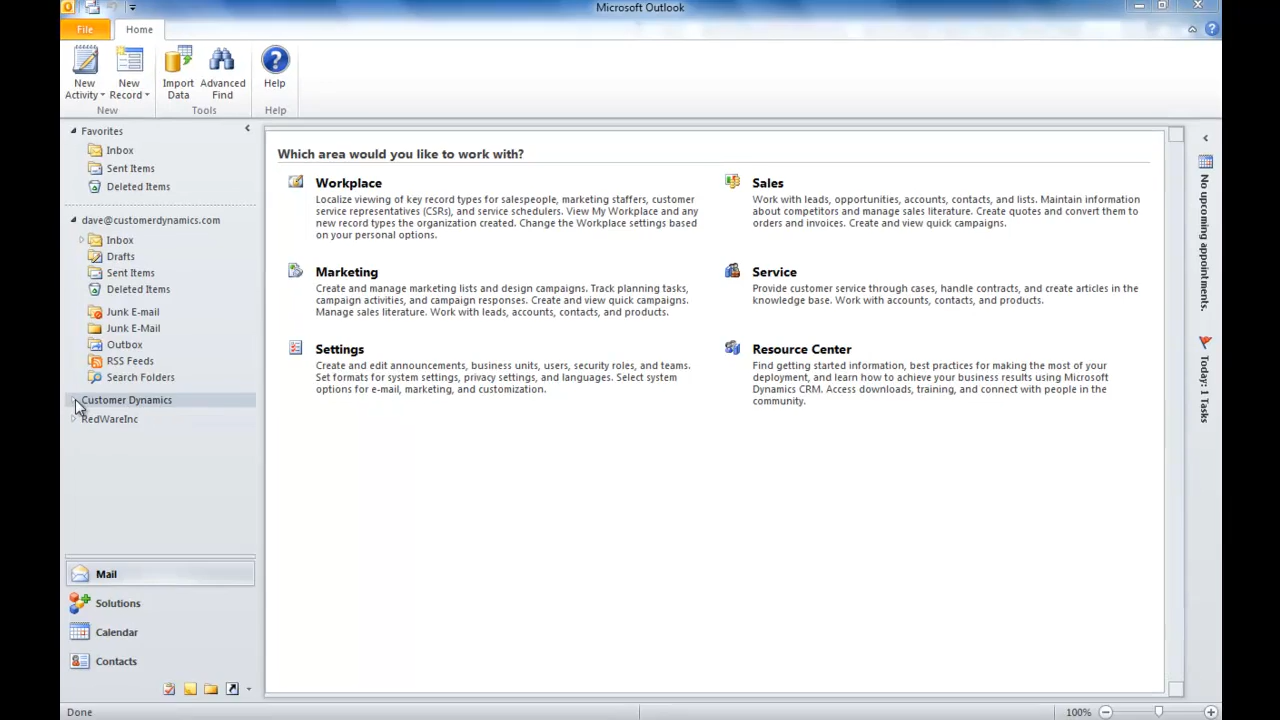 Microsoft Outlook
File
Home
New
Activity
New
Record
Import
Data
Advanced
Find
Help
New
Tools
Help
Favorites
Inbox
Sent Items
Deleted Items
dave@customerdynamics.com
Inbox
Drafts
Sent Items
Deleted Items
Junk E-mail
Junk E-Mail
Outbox
RSS Feeds
Search Folders
Customer Dynamics
RedWareInc
Mail
Solutions
Calendar
Contacts
Which area would you like to work with?
Workplace
Localize viewing of key record types for salespeople, marketing staffers, customer
service representatives (CSRs), and service schedulers. View My Workplace and any
new record types the organization created. Change the Workplace settings based
on your personal options.
Sales
Work with leads, opportunities, accounts, contacts, and lists. Maintain information
about competitors and manage sales literature. Create quotes and convert them to
orders and invoices. Create and view quick campaigns.
Marketing
Create and manage marketing lists and design campaigns. Track planning tasks,
campaign activities, and campaign responses. Create and view quick campaigns.
Manage sales literature. Work with leads, accounts, contacts, and products.
Service
Provide customer service through cases, handle contracts, and create articles in the
knowledge base. Work with accounts, contacts, and products.
Settings
Create and edit announcements, business units, users, security roles, and teams.
Set formats for system settings, privacy settings, and languages. Select system
options for e-mail, marketing, and customization.
Resource Center
Find getting started information, best practices for making the most of your
deployment, and learn how to achieve your business results using Microsoft
Dynamics CRM. Access downloads, training, and connect with people in the
community.
No upcoming appointments.
Today: 1 Tasks
Done
100%